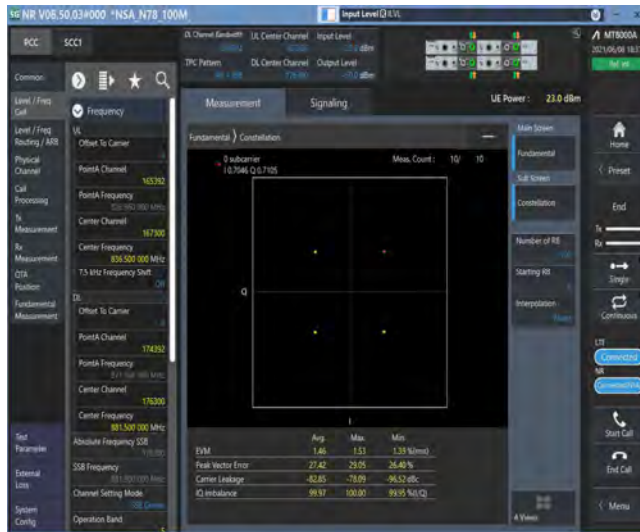 5G NR V06.50.03#000 *NSA_N78_100M
Input Level
PCC
SCC1
UL Channel Bandwidth
UL Center Channel
Input Level
dBm
TPC Pattern
DL Center Channel
Output Level
dBm
MT8000A
Common
Level / Freq
Cell
Level / Freq
Routing / ARB
Physical
Channel
Call
Processing
Tx
Measurement
Rx
Measurement
OTA
Position
Fundamental
Measurement
Test
Parameter
External
Loss
System
Config
Frequency
UL
Offset To Carrier
PointA Channel
165392
PointA Frequency
Center Channel
167300
Center Frequency
836.500 000 MHz
7.5 kHz Frequency Shift
Off
DL
Offset To Carrier
PointA Channel
174392
PointA Frequency
Center Channel
176300
Center Frequency
881.500 000 MHz
Absolute Frequency SSB
SSB Frequency
Channel Setting Mode
Operation Band
5
Measurement
Signaling
UE Power : 23.0 dBm
Fundamental
Constellation
0 subcarrier
I 0.7046 Q 0.7105
Meas. Count : 10/ 10
Q
I
Avg. Max. Min.
EVM 1.46 1.53 1.39 %(rms)
Peak Vector Error 27.42 29.05 26.40 %
Carrier Leakage -82.85 -78.09 -96.52 dBc
IQ Imbalance 99.97 100.00 99.95 %(I/Q)
Main Screen
Fundamental
Sub Screen
Constellation
Number of RB
Starting RB
Interpolation
4 Views
Home
Preset
End
Tx
Rx
Single
Continuous
LTE
Connected
NR
Start Call
End Call
Menu